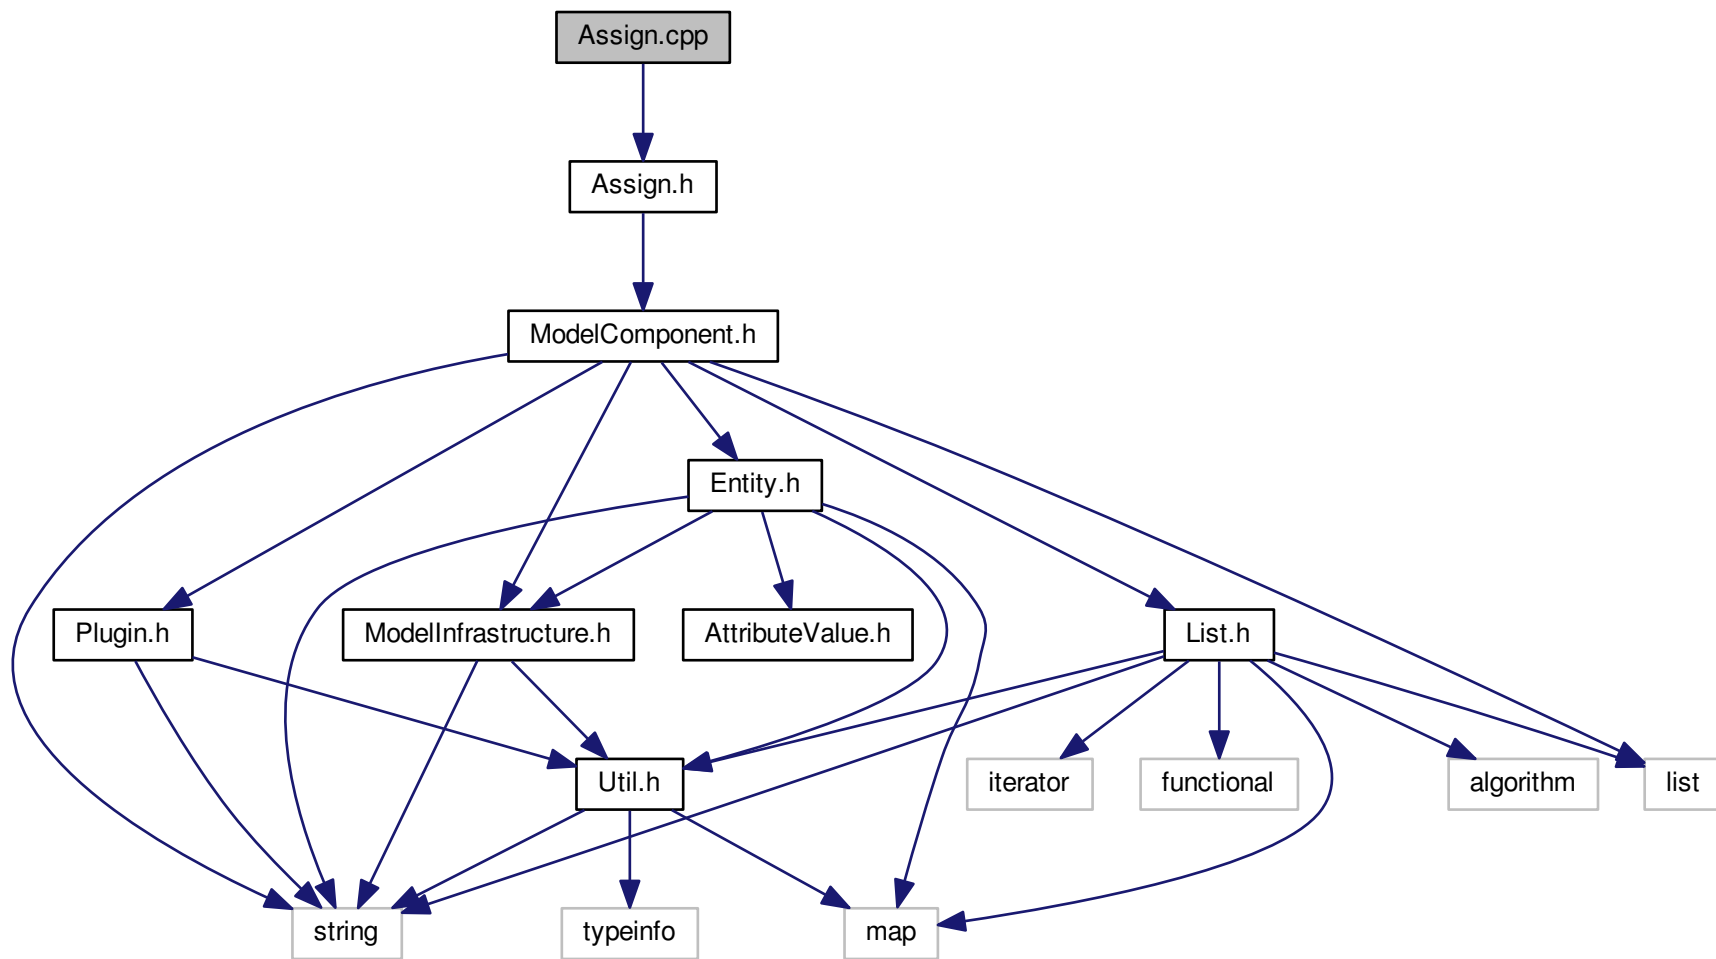 Assign.cpp
Assign.h
ModelComponent.h
Entity.h
Plugin.h
ModelInfrastructure.h
AttributeValue.h
List.h
Util.h
iterator
functional
algorithm
list
string
typeinfo
map